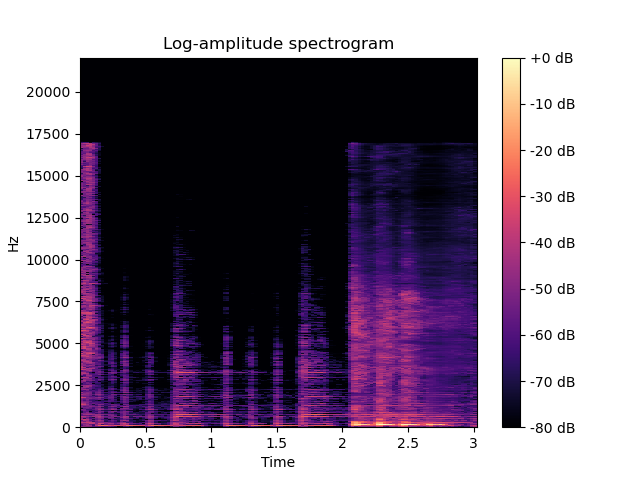 Log-amplitude spectrogram
Hz
20000
17500
15000
12500
10000
7500
5000
2500
0
0 0.5 1 1.5 2 2.5 3
Time
+0 dB
-10 dB
-20 dB
-30 dB
-40 dB
-50 dB
-60 dB
-70 dB
-80 dB